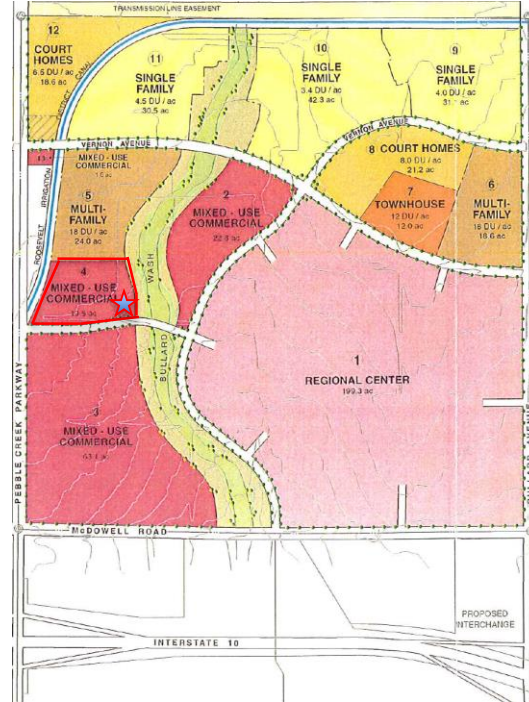 TRANSMISSION LINE EASEMENT
12
COURT
HOMES
6.5 DU / ac
18.6 ac
11
SINGLE
FAMILY
4.5 DU / ac
30.5 ac
10
SINGLE
FAMILY
3.4 DU / ac
42.3 ac
9
SINGLE
FAMILY
4.0 DU / ac
CANAL
DISTRICT
IRRIGATION
ROOSEVELT
VERNON AVENUE
VERNON AVENUE
MIXED - USE
COMMERCIAL
5
MULTI-
FAMILY
18 DU / ac
24.0 ac
2
MIXED - USE
COMMERCIAL
8 COURT HOMES
8.0 DU / ac
21.2 ac
7
TOWNHOUSE
12 DU / ac
12.0 ac
6
MULTI-
FAMILY
18 DU / ac
18.6 ac
4
MIXED - USE
COMMERCIAL
WASH
BULLARD
1
REGIONAL CENTER
199.3 ac
3
MIXED - USE
COMMERCIAL
PEBBLE CREEK PARKWAY
McDOWELL ROAD
PROPOSED
INTERCHANGE
INTERSTATE 10